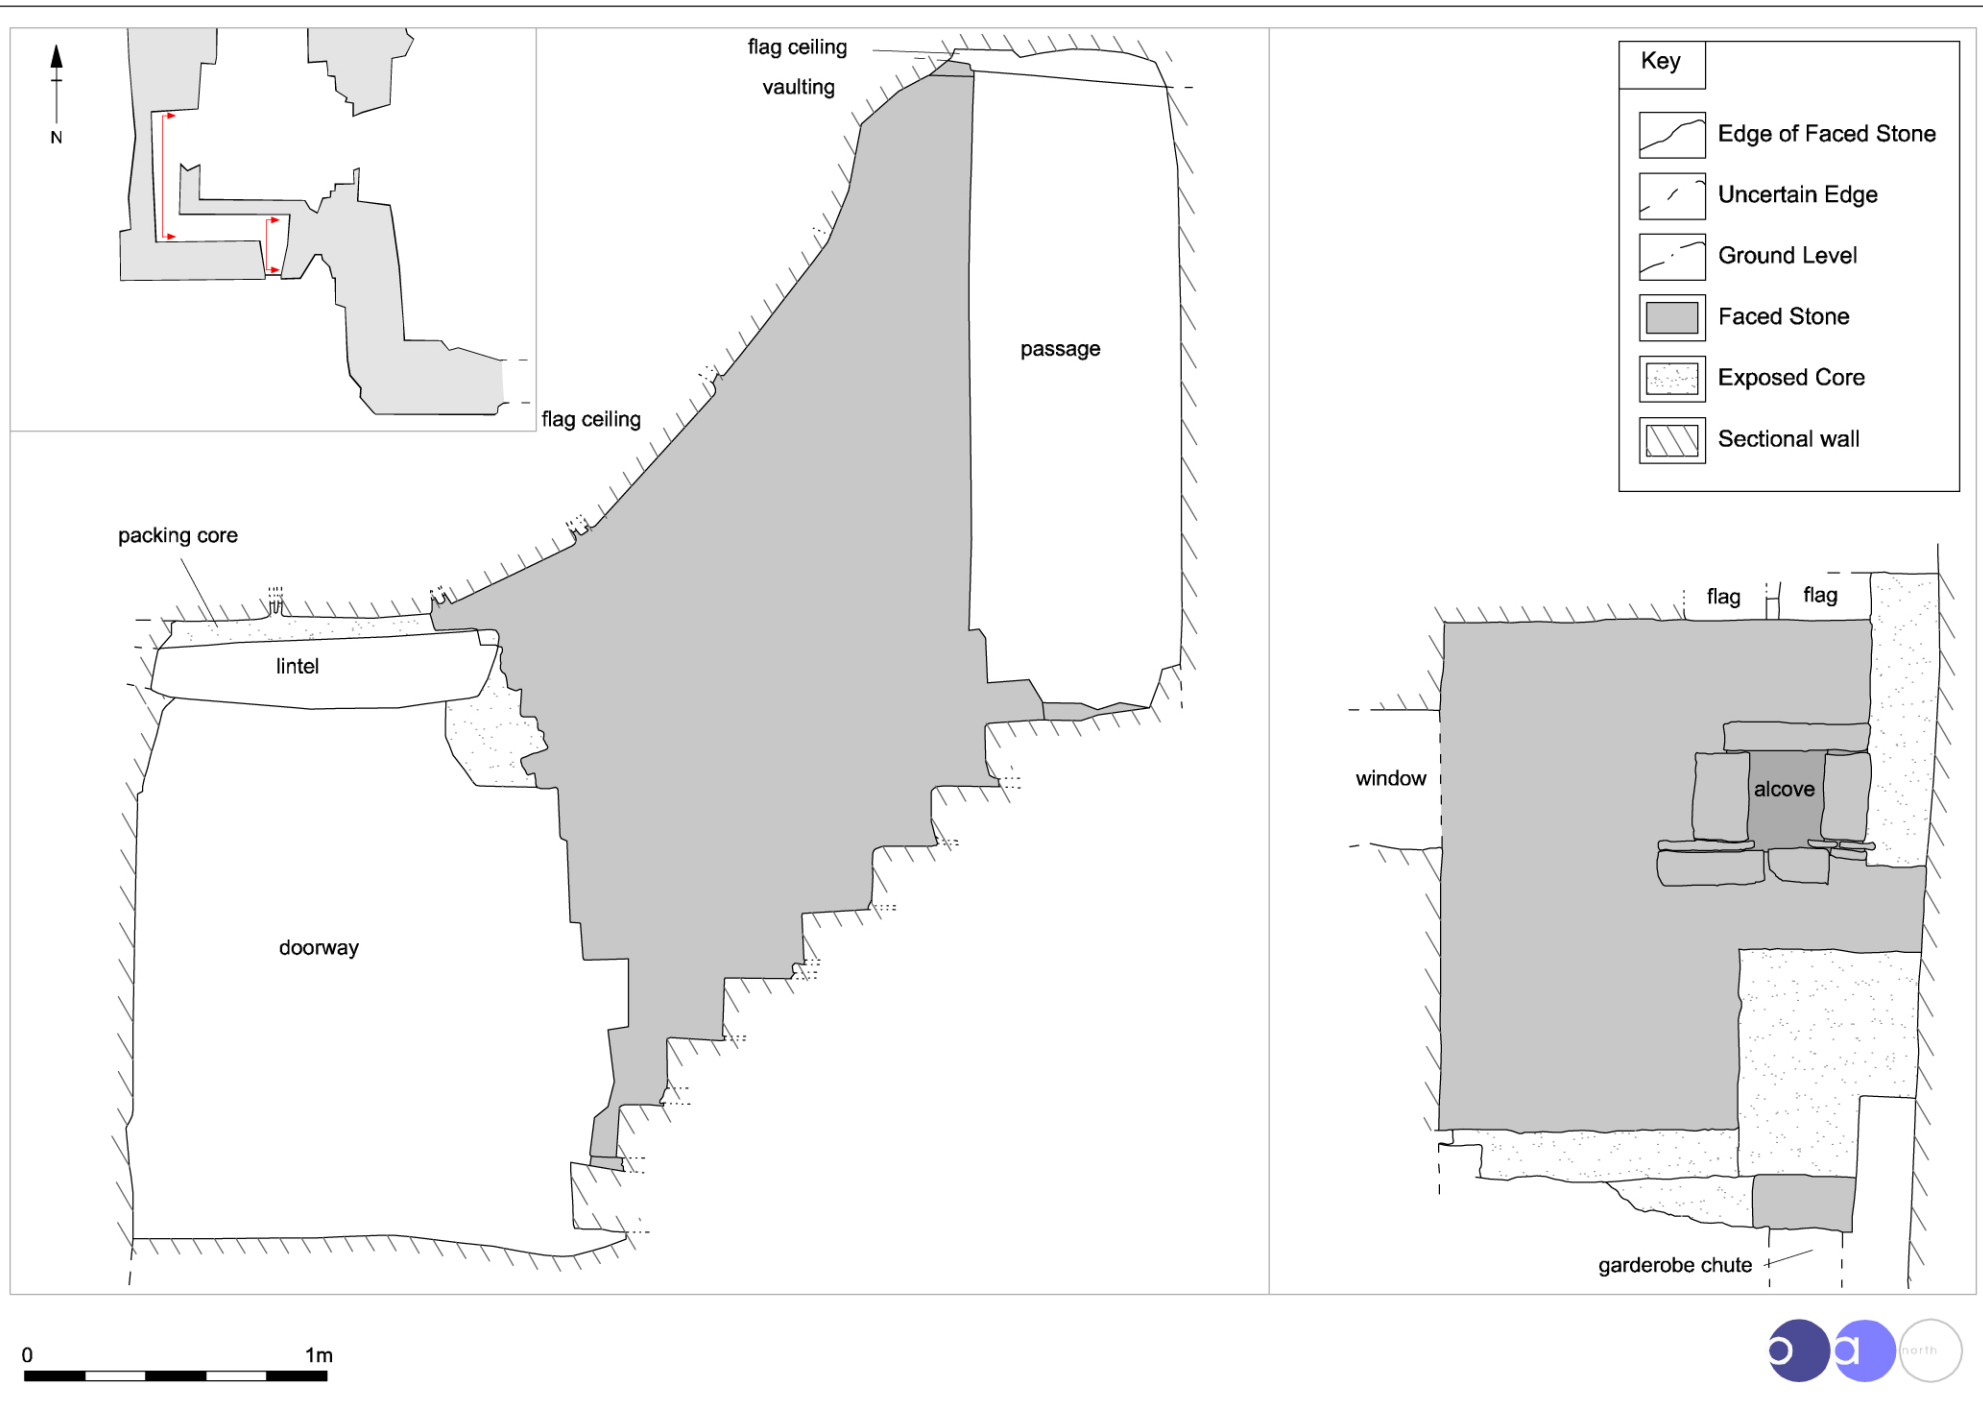 N
flag ceiling
vaulting
passage
flag ceiling
packing core
lintel
doorway
Key
Edge of Faced Stone
Uncertain Edge
Ground Level
Faced Stone
Exposed Core
Sectional wall
flag
flag
window
alcove
garderobe chute
0
1m
o a north